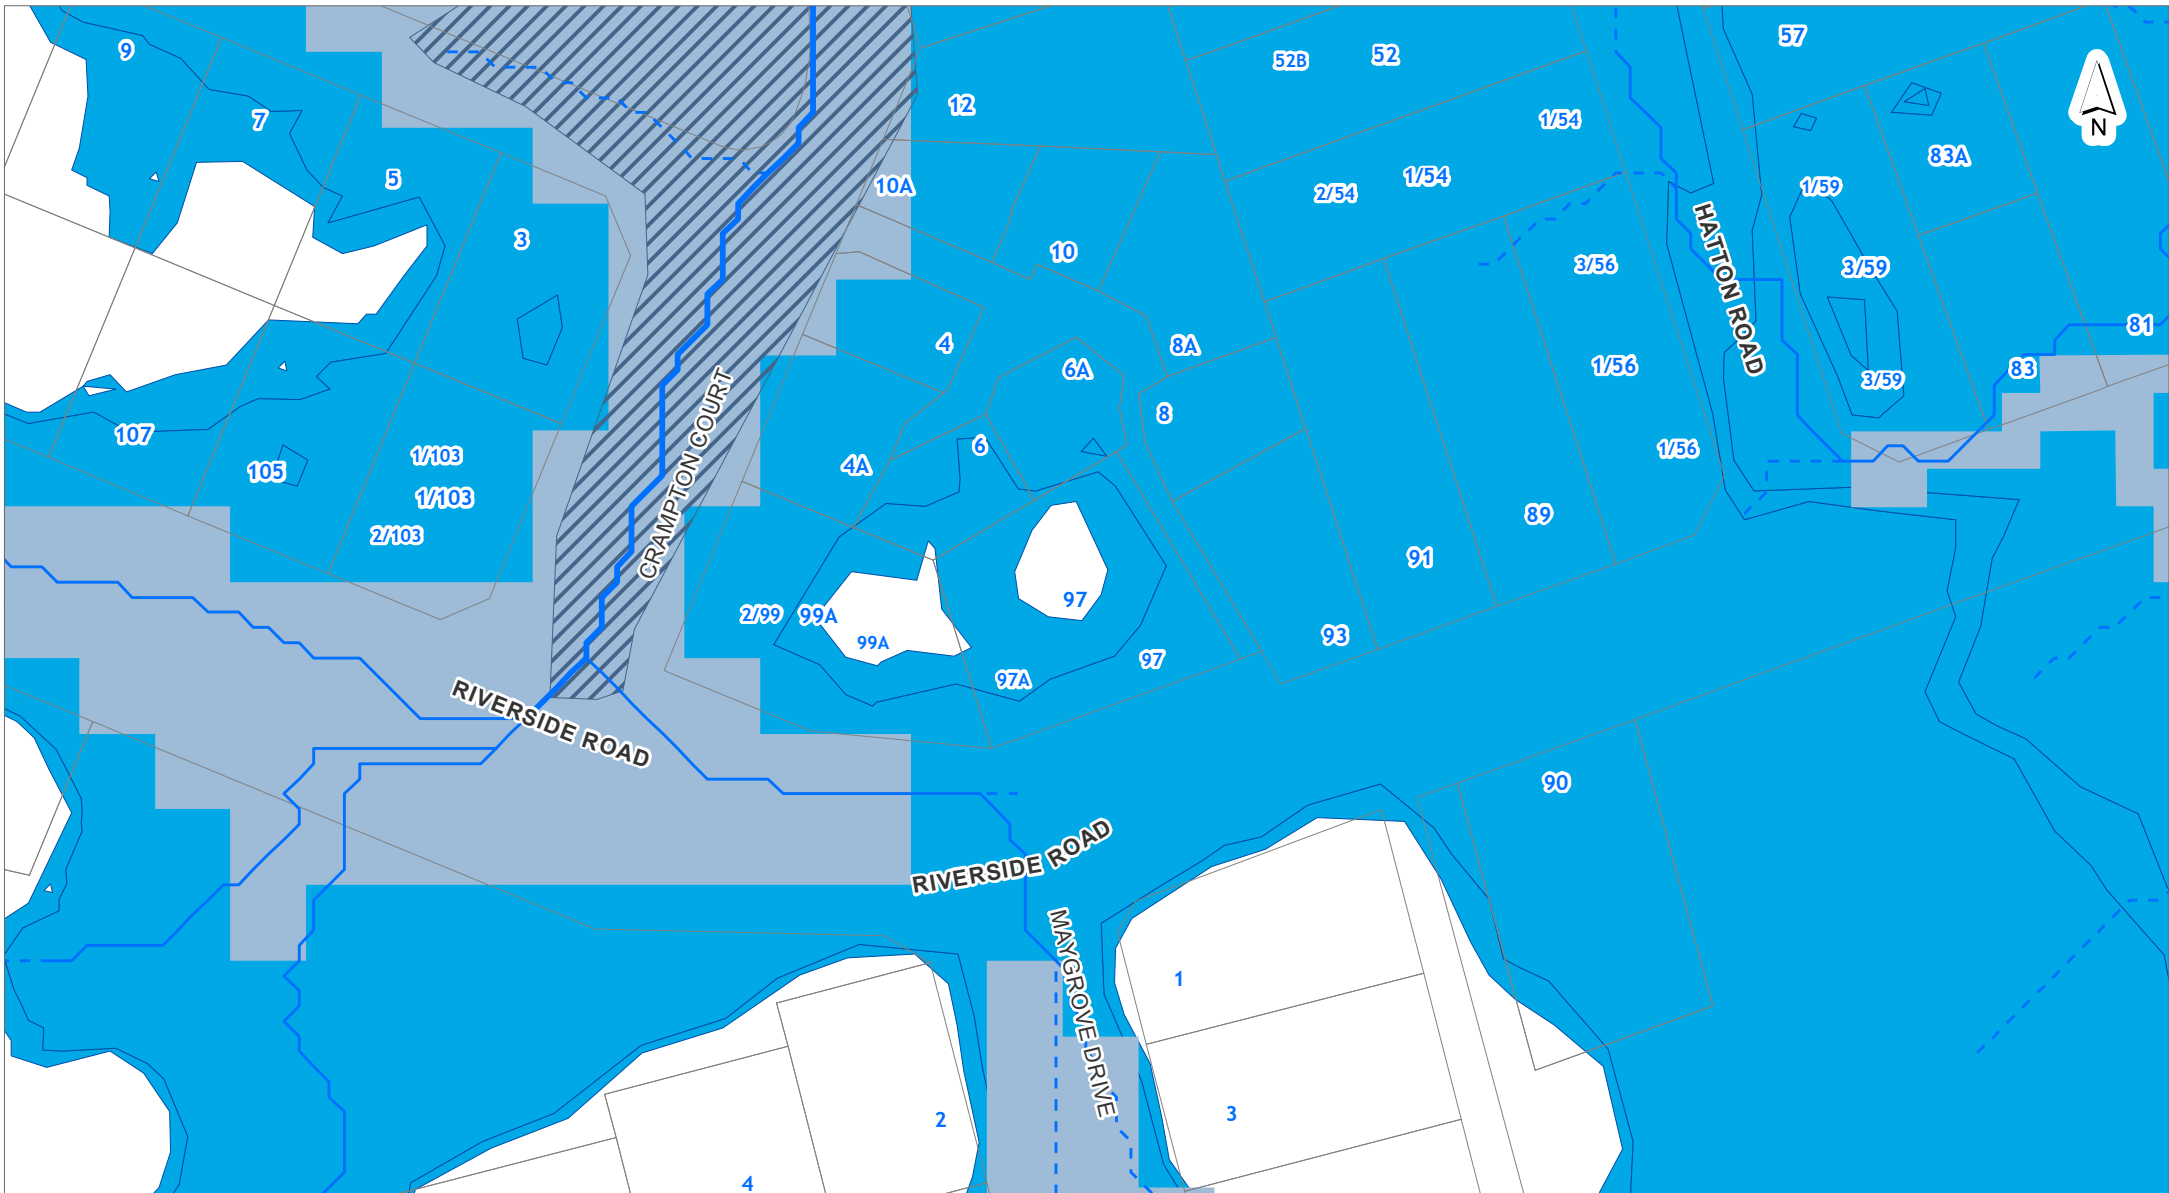 9
57
52
52B
12
7
1/54
N
83A
5
10A
2/54
1/54
1/59
3
10
3/56
HATTON ROAD
3/59
81
4
8A
6A
1/56
83
3/59
CRAMPTON COURT
8
107
1/103
6
1/56
105
4A
1/103
2/103
89
91
2/99
99A
97
99A
93
97
97A
RIVERSIDE ROAD
90
RIVERSIDE ROAD
MAYGROVE DRIVE
1
3
2
4